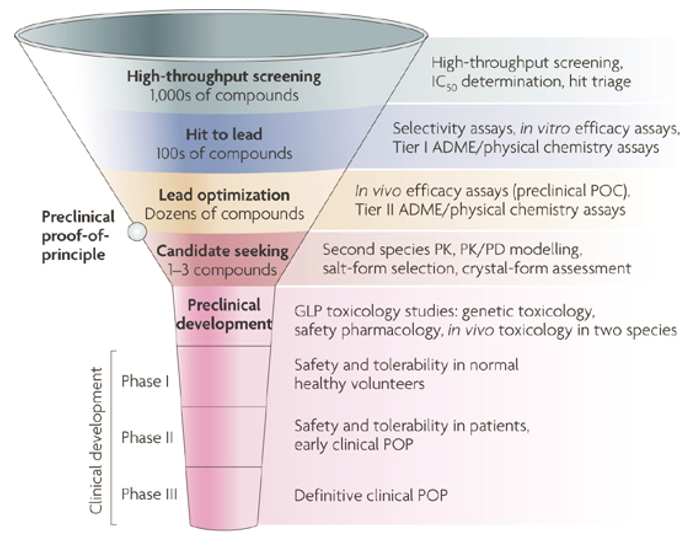 High-throughput screening
1,000s of compounds
High-throughput screening,
IC50 determination, hit triage
Hit to lead
100s of compounds
Selectivity assays, in vitro efficacy assays,
Tier I ADME/physical chemistry assays
Lead optimization
Dozens of compounds
In vivo efficacy assays (preclinical POC),
Tier II ADME/physical chemistry assays
Preclinical
proof-of-
principle
Candidate seeking
1–3 compounds
Second species PK, PK/PD modelling,
salt-form selection, crystal-form assessment
Preclinical
development
GLP toxicology studies: genetic toxicology,
safety pharmacology, in vivo toxicology in two species
Clinical development
Phase I
Safety and tolerability in normal
healthy volunteers
Phase II
Safety and tolerability in patients,
early clinical POP
Phase III
Definitive clinical POP